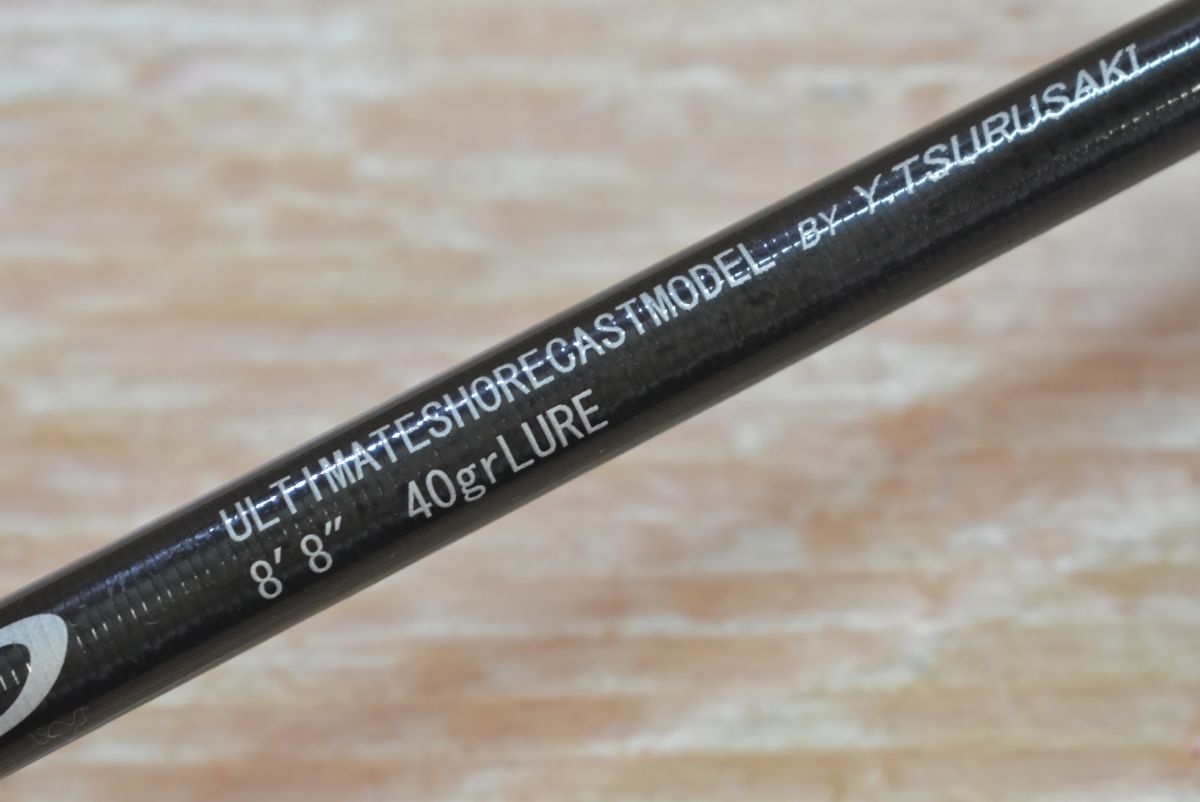 ULTIMATESHORECASTMODEL BY Y.TSURUSAKI
8'8" 40grLURE